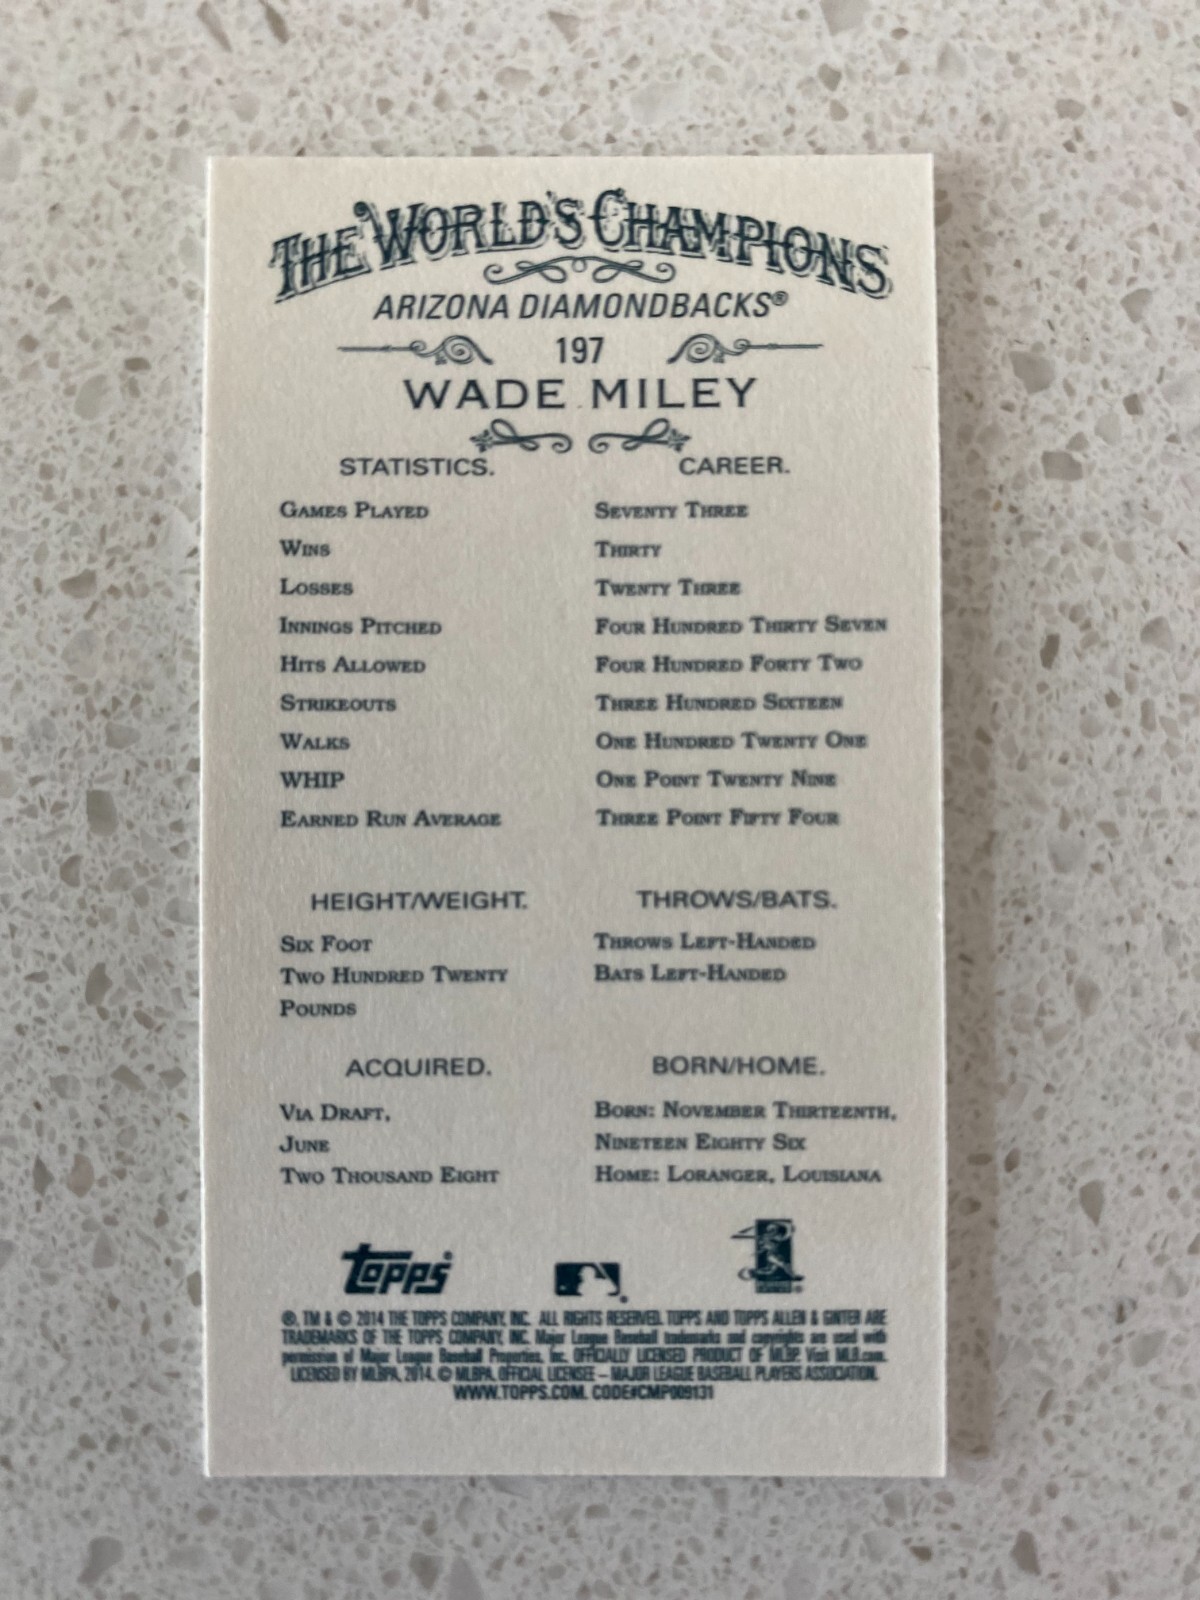 THE WORLD'S CHAMPIONS
ARIZONA DIAMONDBACKS®
197
WADE MILEY
STATISTICS. CAREER.
GAMES PLAYED SEVENTY THREE
WINS THIRTY
LOSSES TWENTY THREE
INNINGS PITCHED FOUR HUNDRED THIRTY SEVEN
HITS ALLOWED FOUR HUNDRED FORTY TWO
STRIKEOUTS THREE HUNDRED SIXTEEN
WALKS ONE HUNDRED TWENTY ONE
WHIP ONE POINT TWENTY NINE
EARNED RUN AVERAGE THREE POINT FIFTY FOUR
HEIGHT/WEIGHT. THROWS/BATS.
SIX FOOT THROWS LEFT-HANDED
TWO HUNDRED TWENTY BATS LEFT-HANDED
POUNDS
ACQUIRED. BORN/HOME.
VIA DRAFT, BORN: NOVEMBER THIRTEENTH,
JUNE NINETEEN EIGHTY SIX
TWO THOUSAND EIGHT HOME: LORANGER, LOUISIANA
Topps®
®, TM & © 2014 THE TOPPS COMPANY, INC. ALL RIGHTS RESERVED. TOPPS AND TOPPS ALLEN & GINTER ARE
TRADEMARKS OF THE TOPPS COMPANY, INC. Major League Baseball trademarks and copyrights are used with
permission of Major League Baseball Properties, Inc. OFFICIALLY LICENSED PRODUCT OF MLBP. Visit MLB.com.
LICENSED BY MLBPA, 2014. © MLBPA, OFFICIAL LICENSEE – MAJOR LEAGUE BASEBALL PLAYERS ASSOCIATION.
WWW.TOPPS.COM. CODE#CMP009131